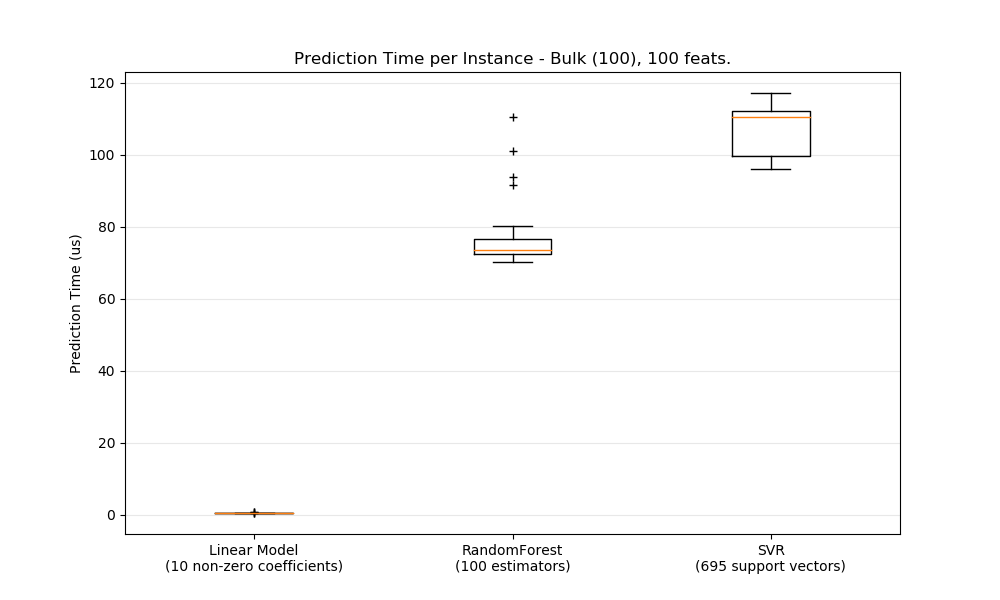 Prediction Time per Instance - Bulk (100), 100 feats.
120
100
80
60
40
20
0
Prediction Time (us)
Linear Model
(10 non-zero coefficients)
RandomForest
(100 estimators)
SVR
(695 support vectors)